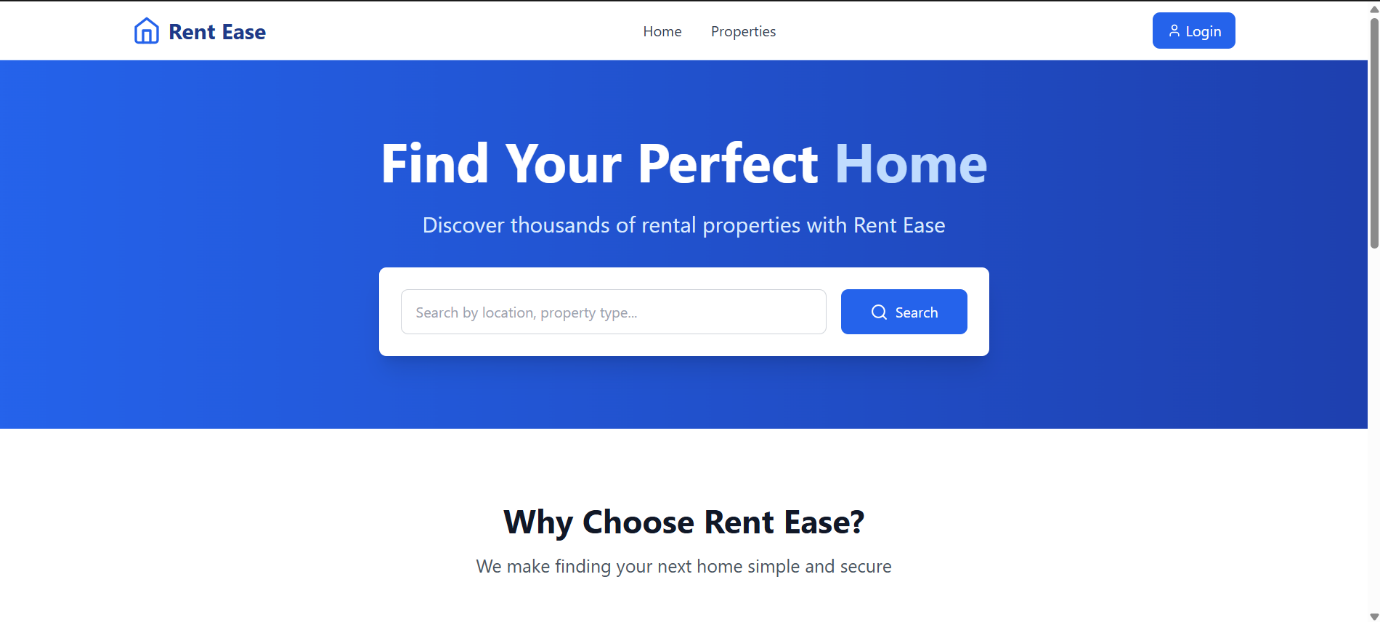 Rent Ease
Home
Properties
Login
Find Your Perfect Home
Discover thousands of rental properties with Rent Ease
Search by location, property type...
Search
Why Choose Rent Ease?
We make finding your next home simple and secure